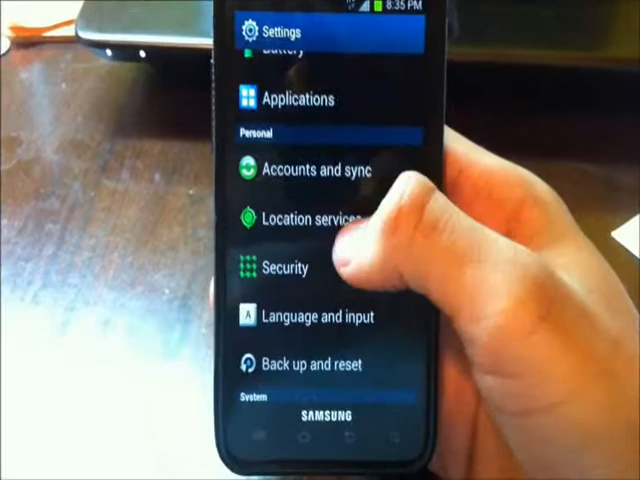 8:35 PM
Settings
Battery
Applications
Personal
Accounts and sync
Location services
Security
A Language and input
Back up and reset
System
SAMSUNG